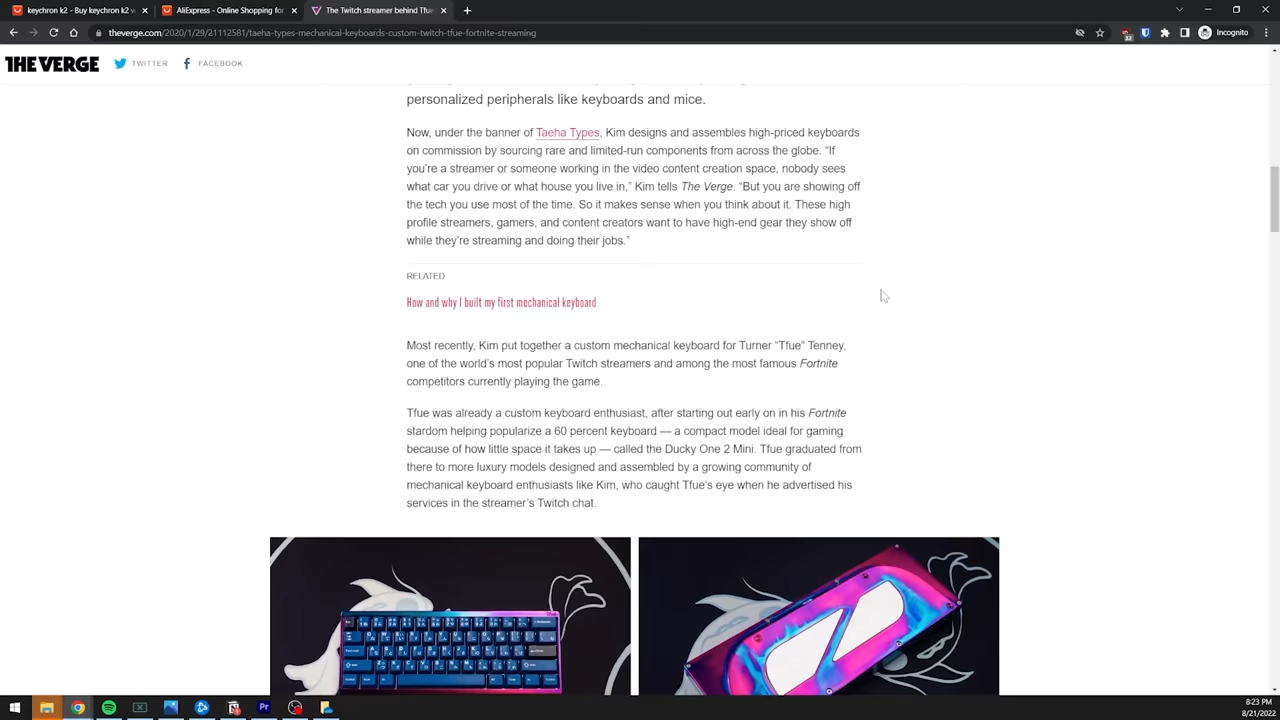 keychron k2 - Buy keychron k2 v
AliExpress - Online Shopping for
The Twitch streamer behind Tfue
Incognito
theverge.com/2020/1/29/21112581/taeha-types-mechanical-keyboards-custom-twitch-tfue-fortnite-streaming
THE VERGE
TWITTER
FACEBOOK
personalized peripherals like keyboards and mice.
Now, under the banner of Taeha Types, Kim designs and assembles high-priced keyboards
on commission by sourcing rare and limited-run components from across the globe. “If
you’re a streamer or someone working in the video content creation space, nobody sees
what car you drive or what house you live in,” Kim tells The Verge. “But you are showing off
the tech you use most of the time. So it makes sense when you think about it. These high
profile streamers, gamers, and content creators want to have high-end gear they show off
while they’re streaming and doing their jobs.”
RELATED
How and why I built my first mechanical keyboard
Most recently, Kim put together a custom mechanical keyboard for Turner “Tfue” Tenney,
one of the world’s most popular Twitch streamers and among the most famous Fortnite
competitors currently playing the game.
Tfue was already a custom keyboard enthusiast, after starting out early on in his Fortnite
stardom helping popularize a 60 percent keyboard — a compact model ideal for gaming
because of how little space it takes up — called the Ducky One 2 Mini. Tfue graduated from
there to more luxury models designed and assembled by a growing community of
mechanical keyboard enthusiasts like Kim, who caught Tfue’s eye when he advertised his
services in the streamer’s Twitch chat.
8:23 PM
8/21/2022